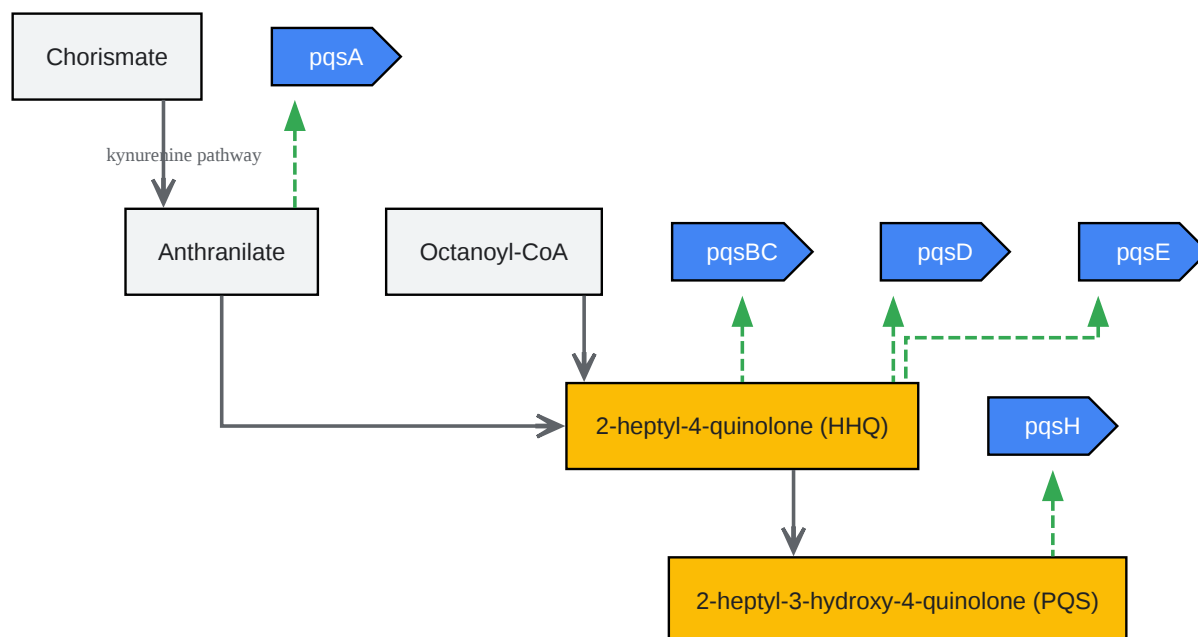 Chorismate
pqsA
kynurenine pathway
Anthranilate
Octanoyl-CoA
pqsBC
pqsD
pqsE
2-heptyl-4-quinolone (HHQ)
pqsH
2-heptyl-3-hydroxy-4-quinolone (PQS)